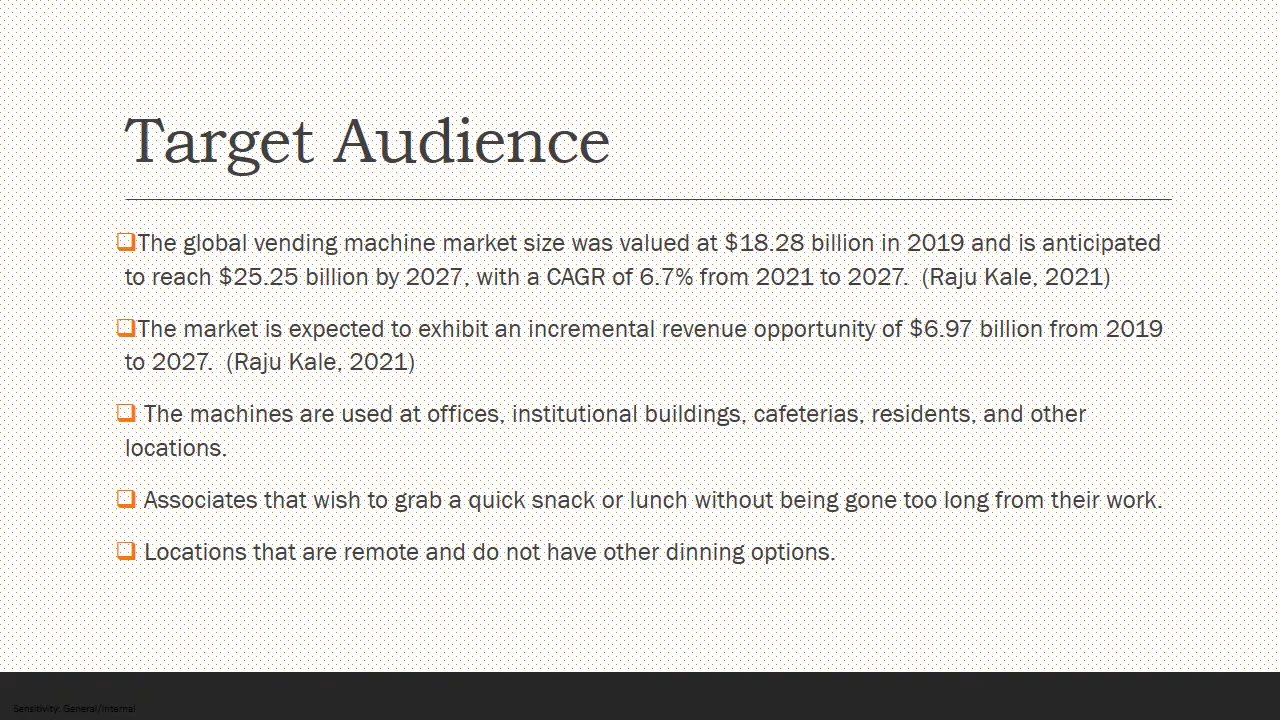 Target Audience
❑The global vending machine market size was valued at $18.28 billion in 2019 and is anticipated
to reach $25.25 billion by 2027, with a CAGR of 6.7% from 2021 to 2027.  (Raju Kale, 2021)
❑The market is expected to exhibit an incremental revenue opportunity of $6.97 billion from 2019
to 2027.  (Raju Kale, 2021)
❑ The machines are used at offices, institutional buildings, cafeterias, residents, and other
locations.
❑ Associates that wish to grab a quick snack or lunch without being gone too long from their work.
❑ Locations that are remote and do not have other dinning options.
Sensitivity: General/internal